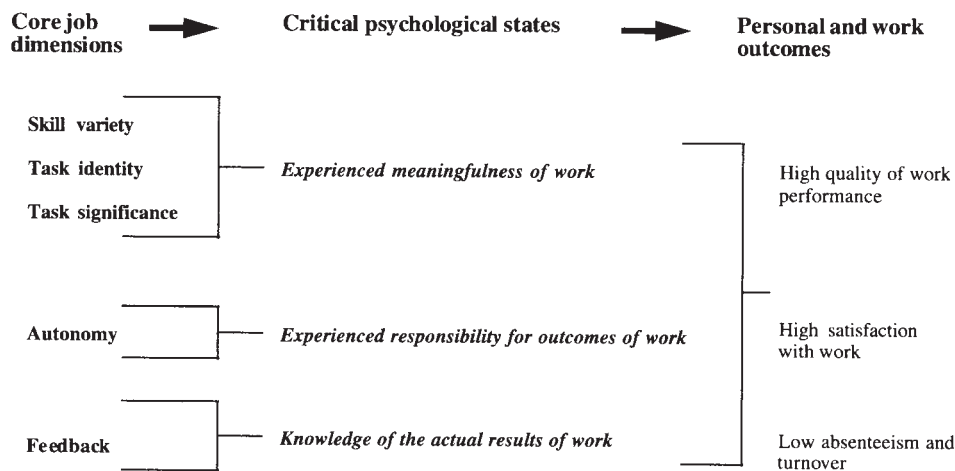 Core job
dimensions
Critical psychological states
Personal and work
outcomes
Skill variety
Task identity
Task significance
Experienced meaningfulness of work
High quality of work
performance
Autonomy
Experienced responsibility for outcomes of work
High satisfaction
with work
Feedback
Knowledge of the actual results of work
Low absenteeism and
turnover